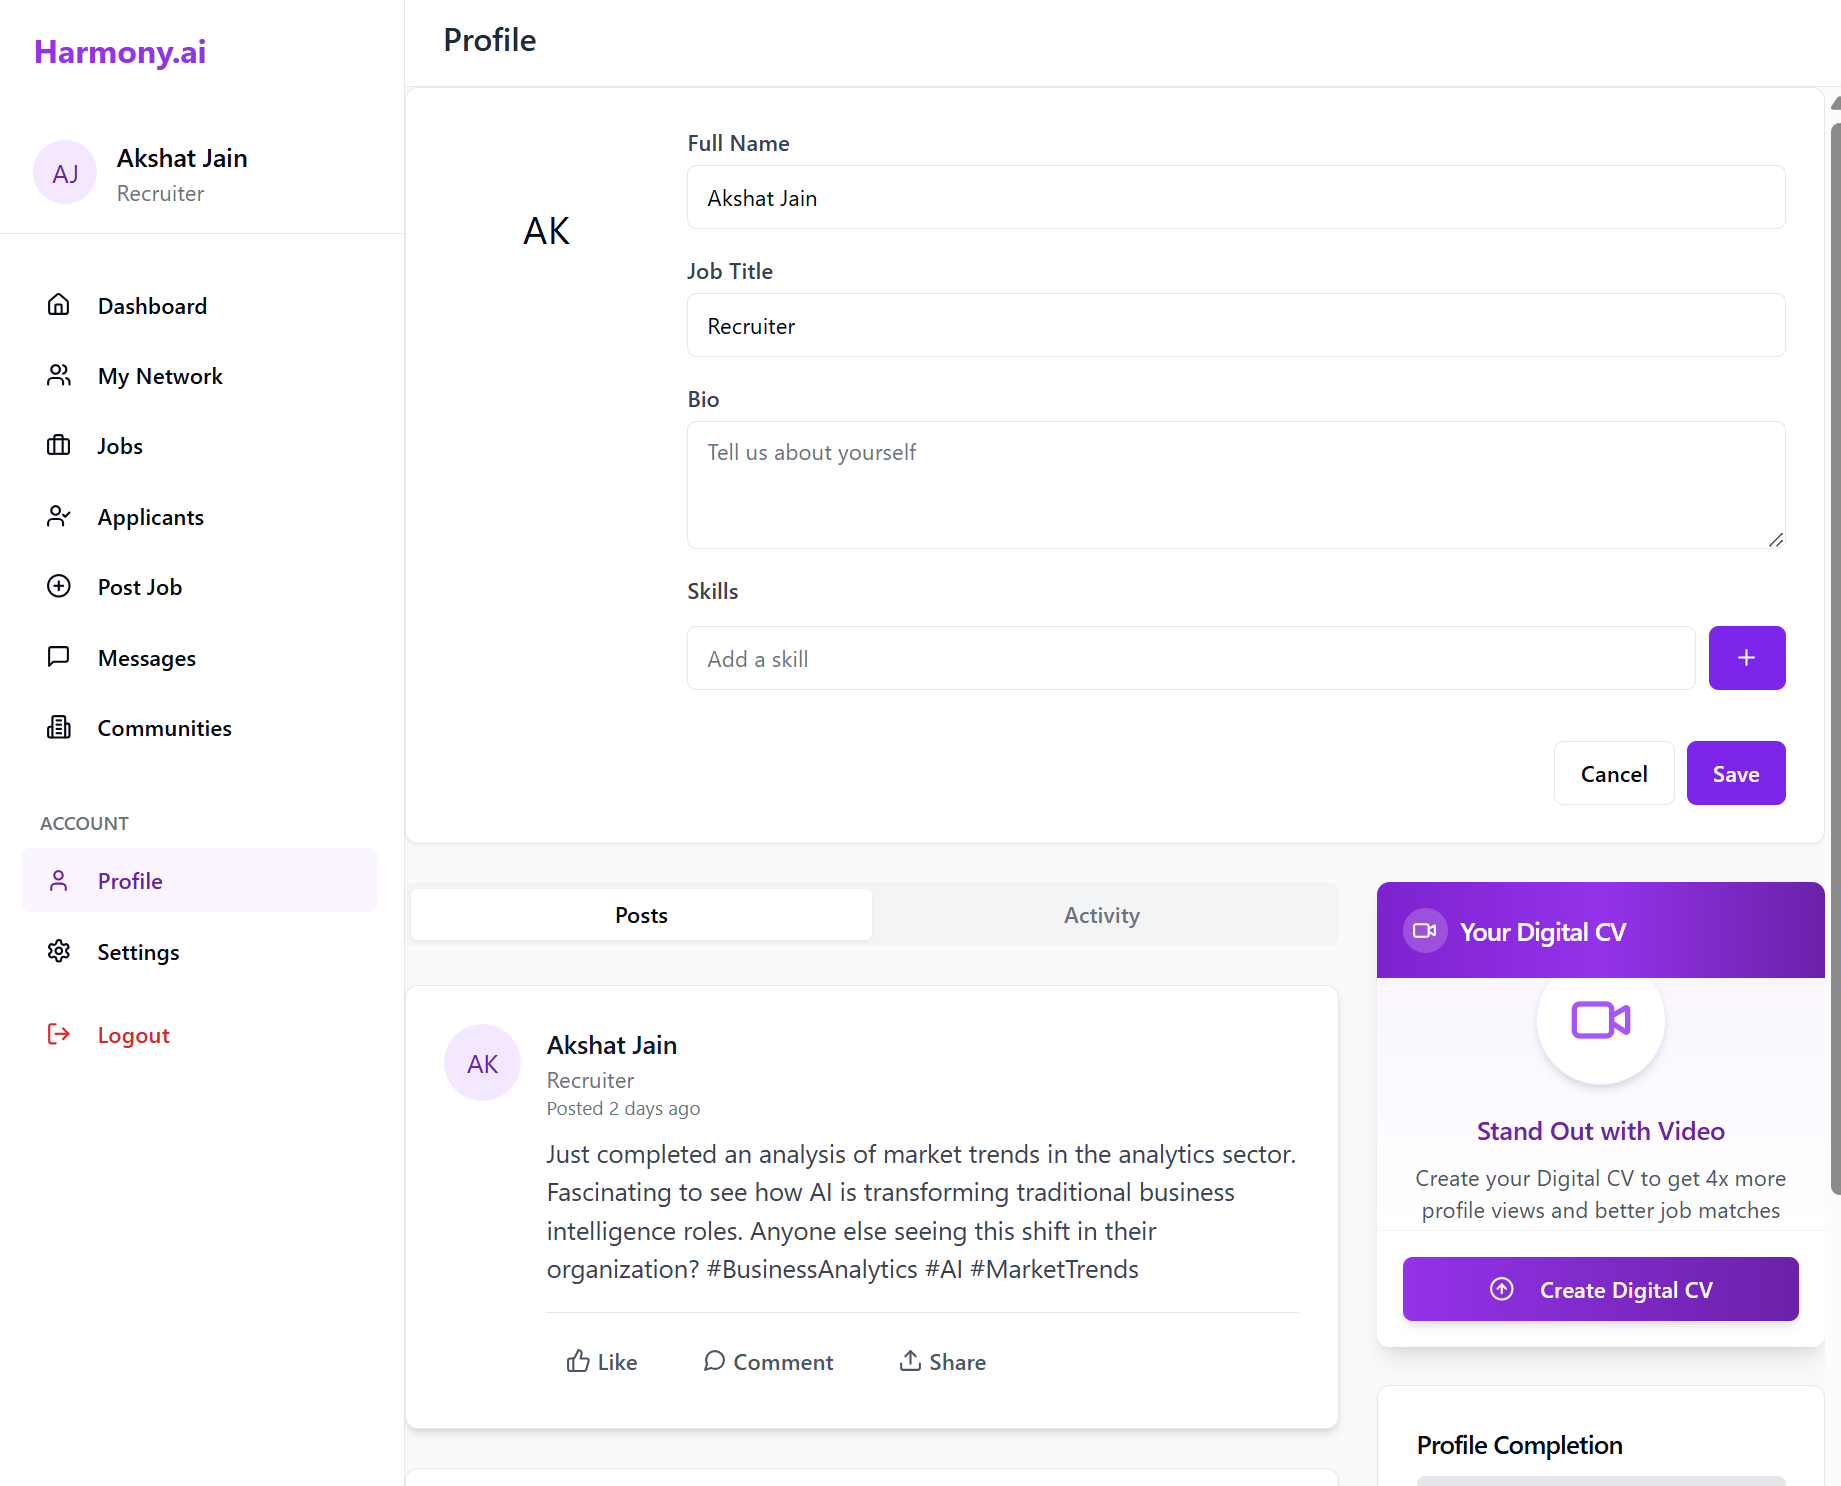 Harmony.ai
AJ
Akshat Jain
Recruiter
Dashboard
My Network
Jobs
Applicants
Post Job
Messages
Communities
ACCOUNT
Profile
Settings
Logout
Profile
AK
Full Name
Akshat Jain
Job Title
Recruiter
Bio
Tell us about yourself
Skills
Add a skill
+
Cancel
Save
Posts
Activity
AK
Akshat Jain
Recruiter
Posted 2 days ago
Just completed an analysis of market trends in the analytics sector.
Fascinating to see how AI is transforming traditional business
intelligence roles. Anyone else seeing this shift in their
organization? #BusinessAnalytics #AI #MarketTrends
Like
Comment
Share
Your Digital CV
Stand Out with Video
Create your Digital CV to get 4x more
profile views and better job matches
Create Digital CV
Profile Completion